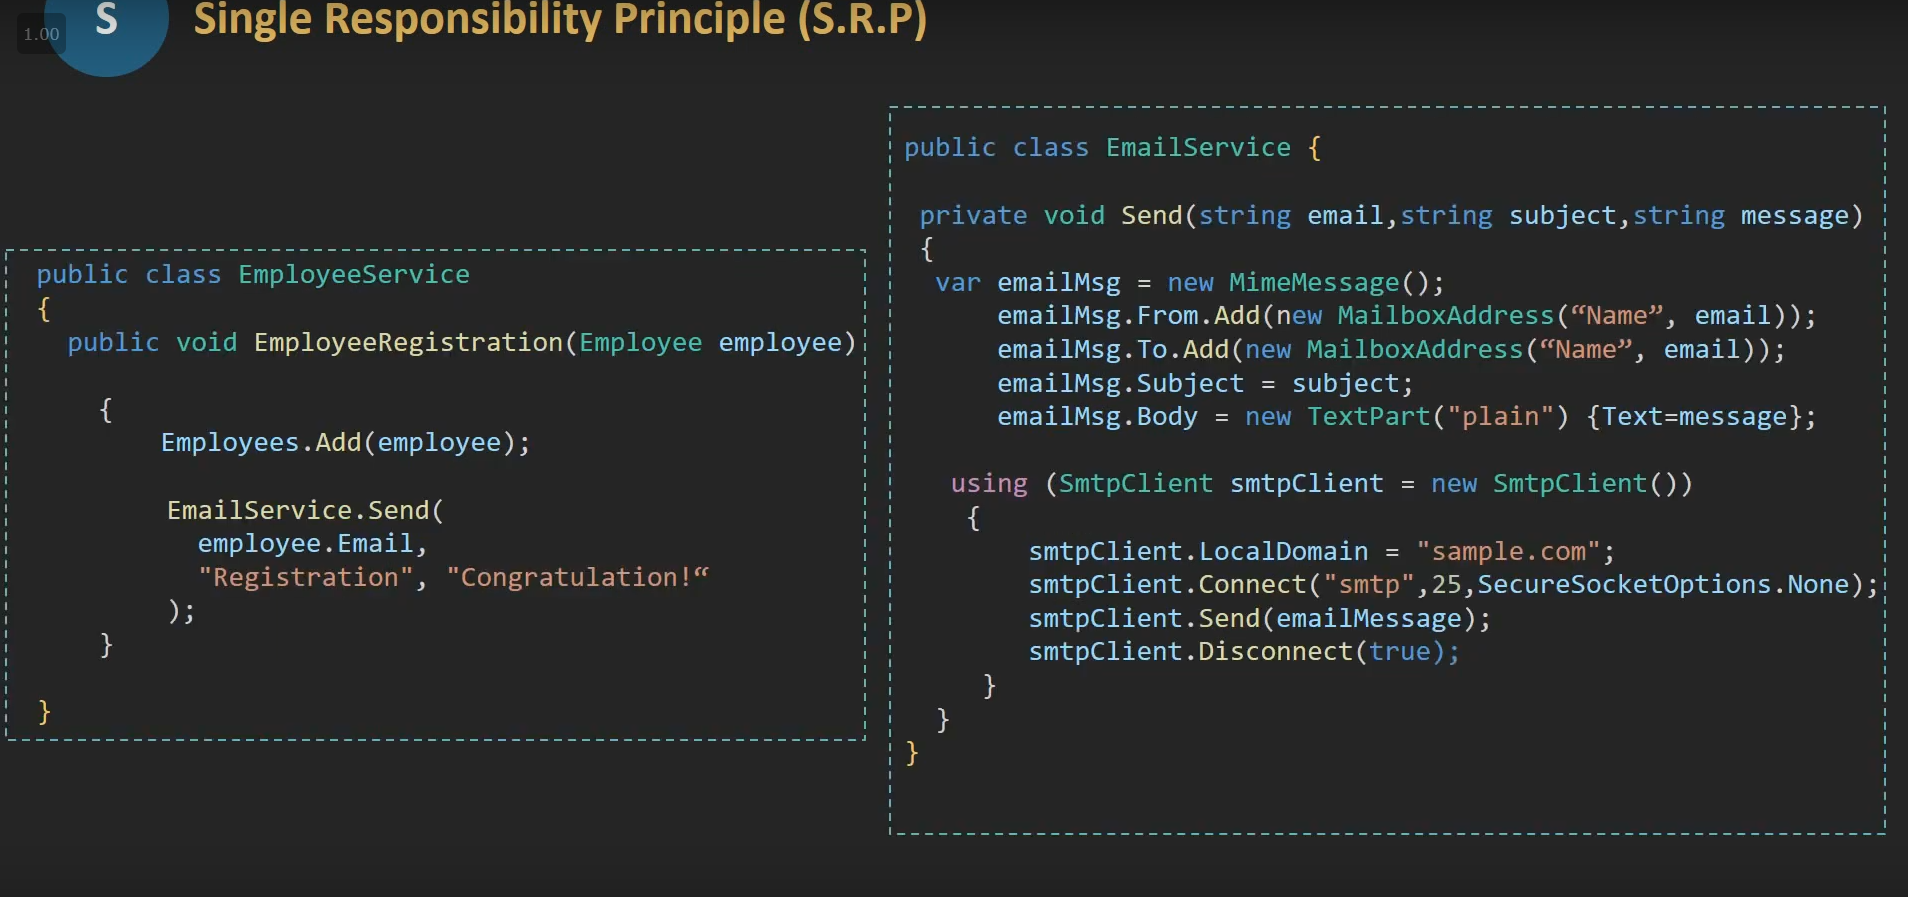 S Single Responsibility Principle (S.R.P)
1.00
public class EmployeeService
{
public void EmployeeRegistration(Employee employee)
{
Employees.Add(employee);
EmailService.Send(
employee.Email,
"Registration", "Congratulation!“
);
}
}
public class EmailService {
private void Send(string email,string subject,string message)
{
var emailMsg = new MimeMessage();
emailMsg.From.Add(new MailboxAddress(“Name”, email));
emailMsg.To.Add(new MailboxAddress(“Name”, email));
emailMsg.Subject = subject;
emailMsg.Body = new TextPart("plain") {Text=message};
using (SmtpClient smtpClient = new SmtpClient())
{
smtpClient.LocalDomain = "sample.com";
smtpClient.Connect("smtp",25,SecureSocketOptions.None);
smtpClient.Send(emailMessage);
smtpClient.Disconnect(true);
}
}
}